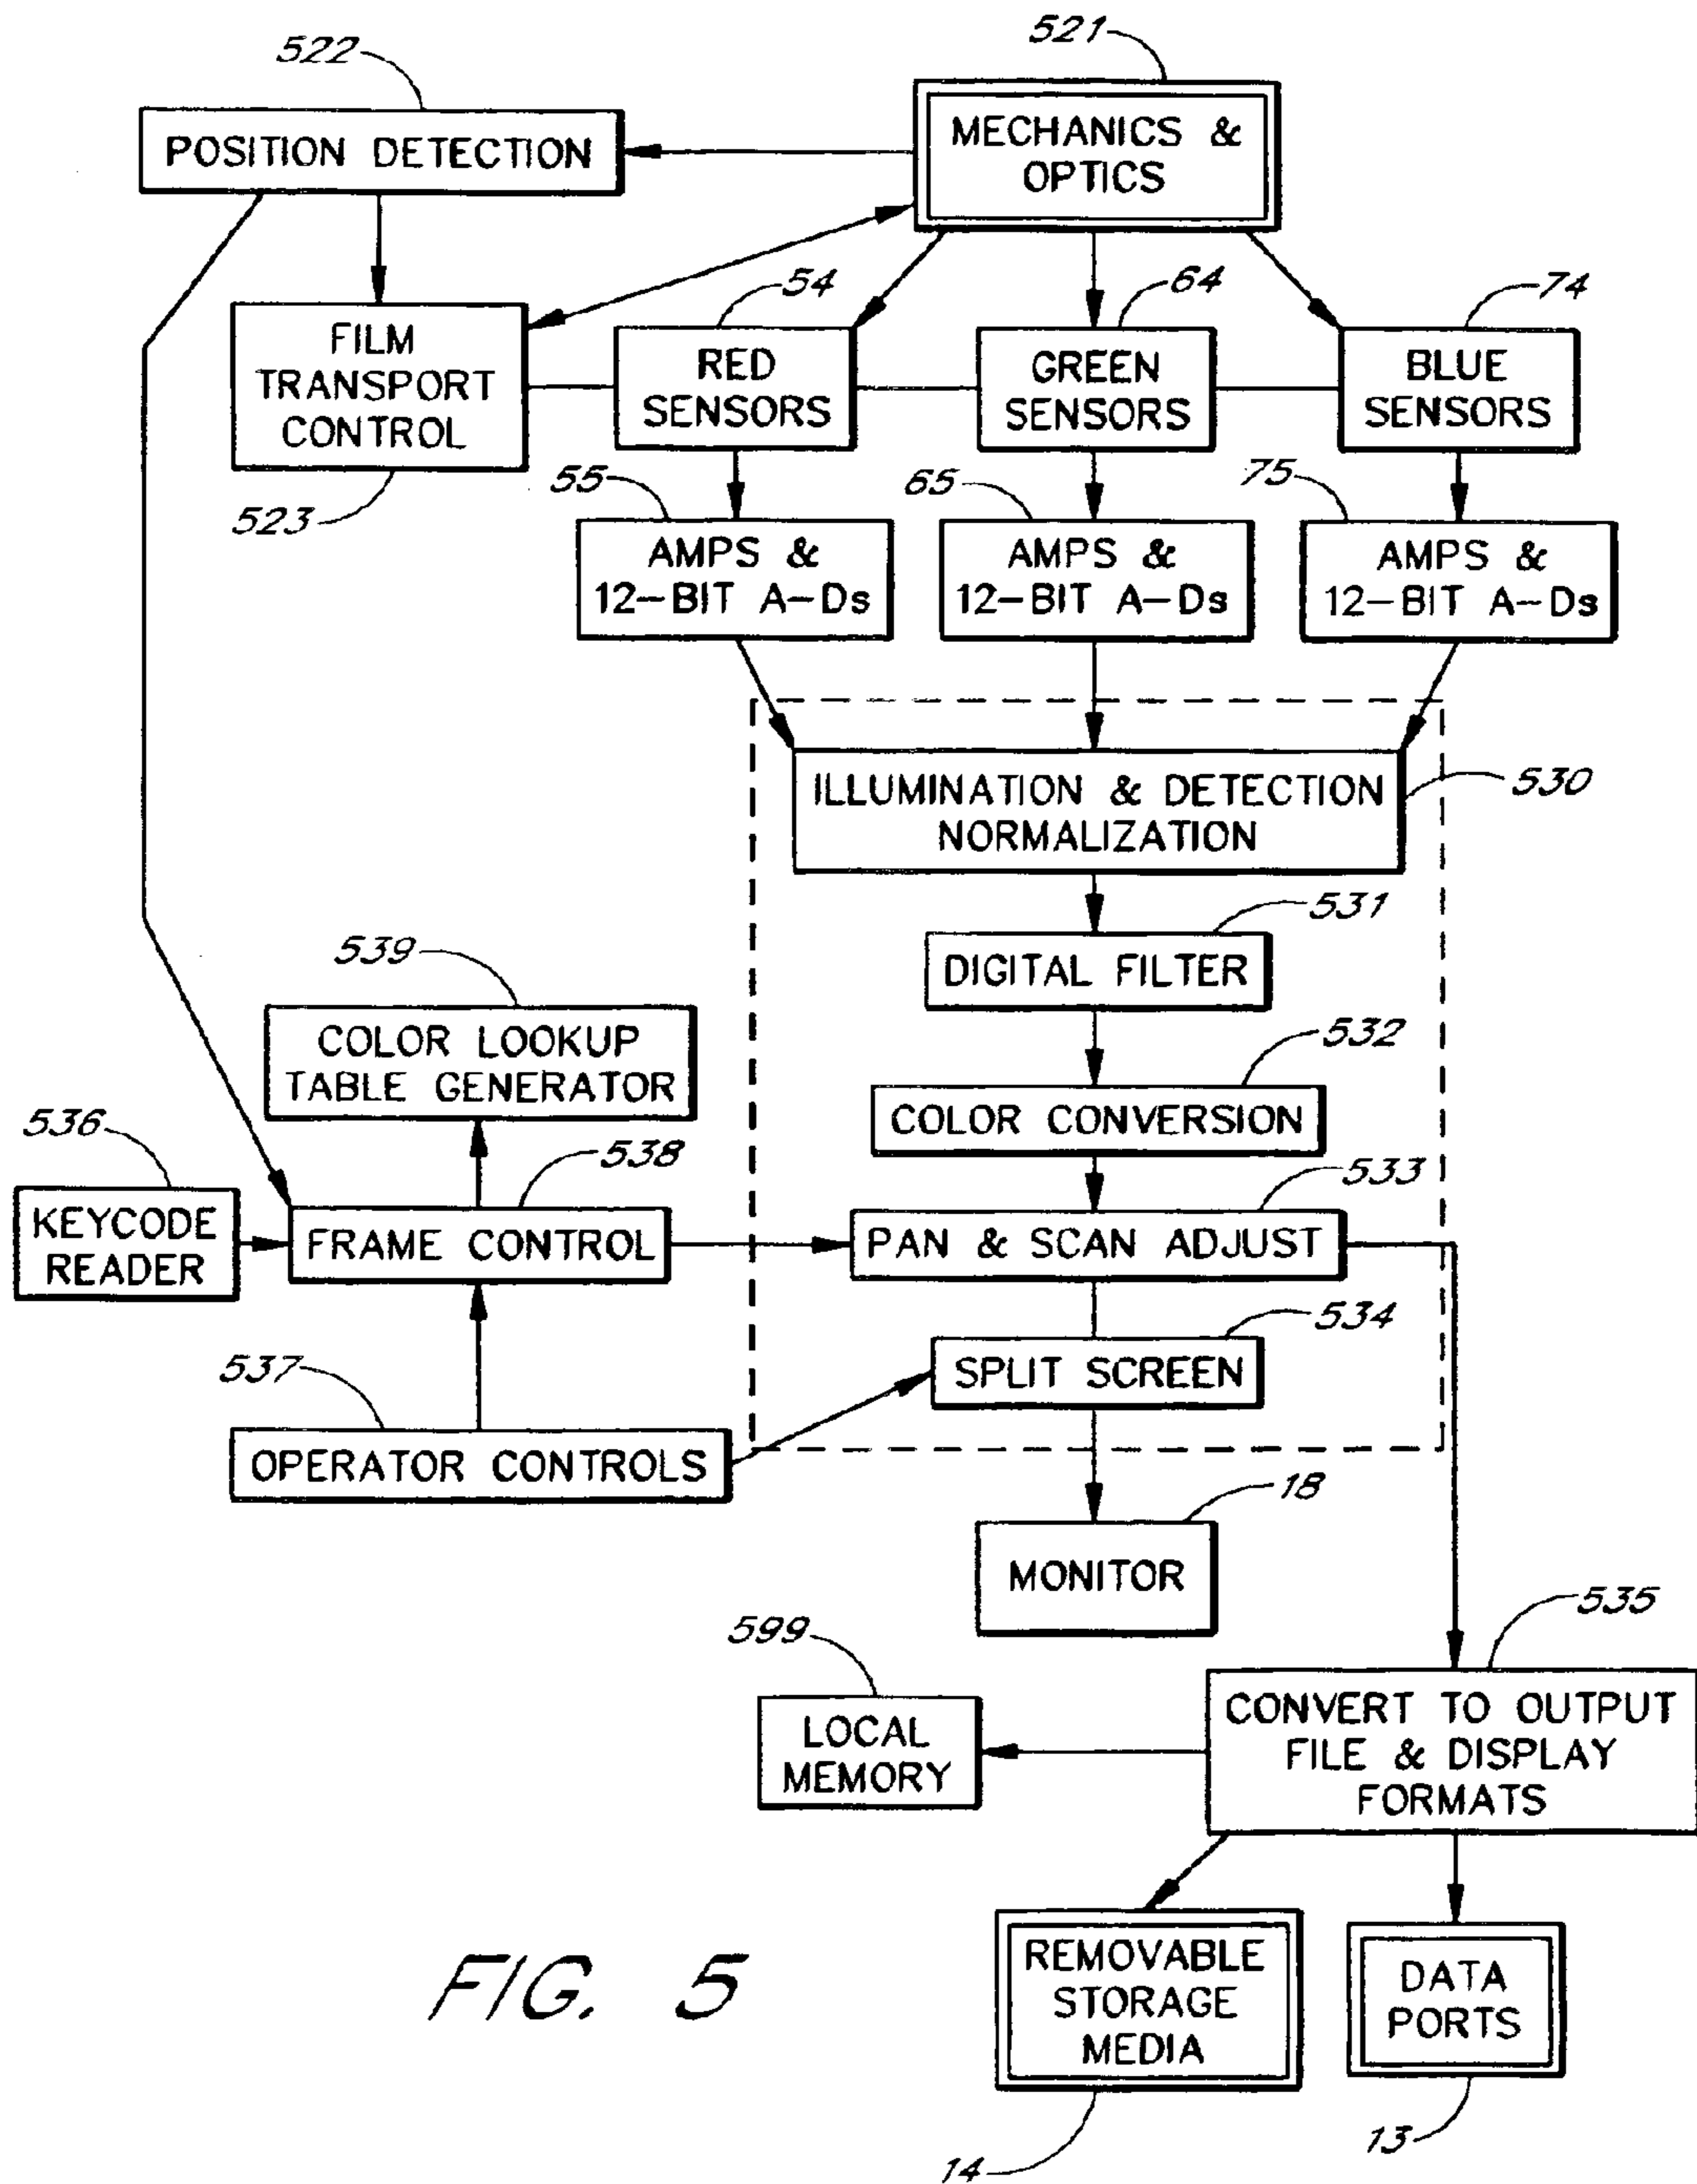 521
522
MECHANICS &
OPTICS
POSITION DETECTION
54
64
74
FILM
TRANSPORT
CONTROL
RED
SENSORS
GREEN
SENSORS
BLUE
SENSORS
523
55
65
75
AMPS &
12-BIT A-Ds
AMPS &
12-BIT A-Ds
AMPS &
12-BIT A-Ds
ILLUMINATION & DETECTION
NORMALIZATION
530
531
DIGITAL FILTER
539
COLOR LOOKUP
TABLE GENERATOR
532
COLOR CONVERSION
536
538
533
KEYCODE
READER
FRAME CONTROL
PAN & SCAN ADJUST
534
SPLIT SCREEN
537
OPERATOR CONTROLS
18
MONITOR
535
599
LOCAL
MEMORY
CONVERT TO OUTPUT
FILE & DISPLAY
FORMATS
REMOVABLE
STORAGE
MEDIA
DATA
PORTS
FIG. 5
14
13